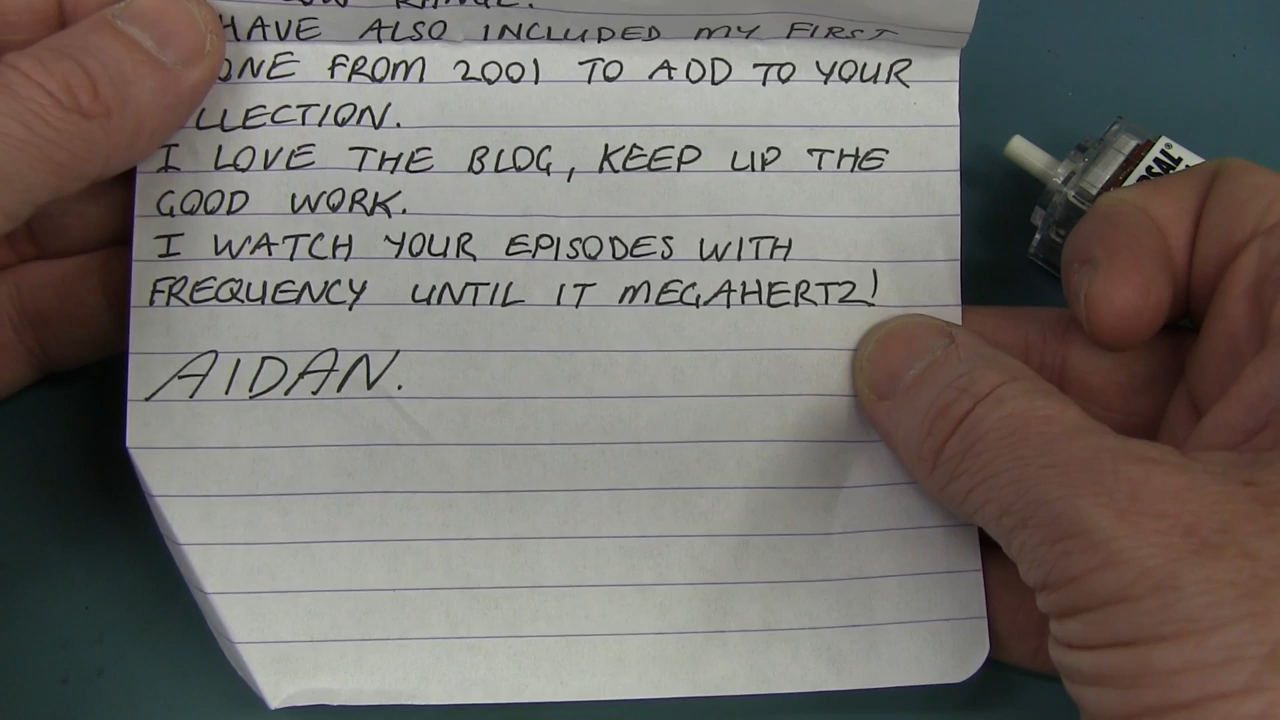 RANGE.
HAVE ALSO INCLUDED MY FIRST
ONE FROM 2001 TO ADD TO YOUR
LLECTION.
I LOVE THE BLOG, KEEP UP THE
GOOD WORK.
I WATCH YOUR EPISODES WITH
FREQUENCY UNTIL IT MEGAHERTZ!
AIDAN.